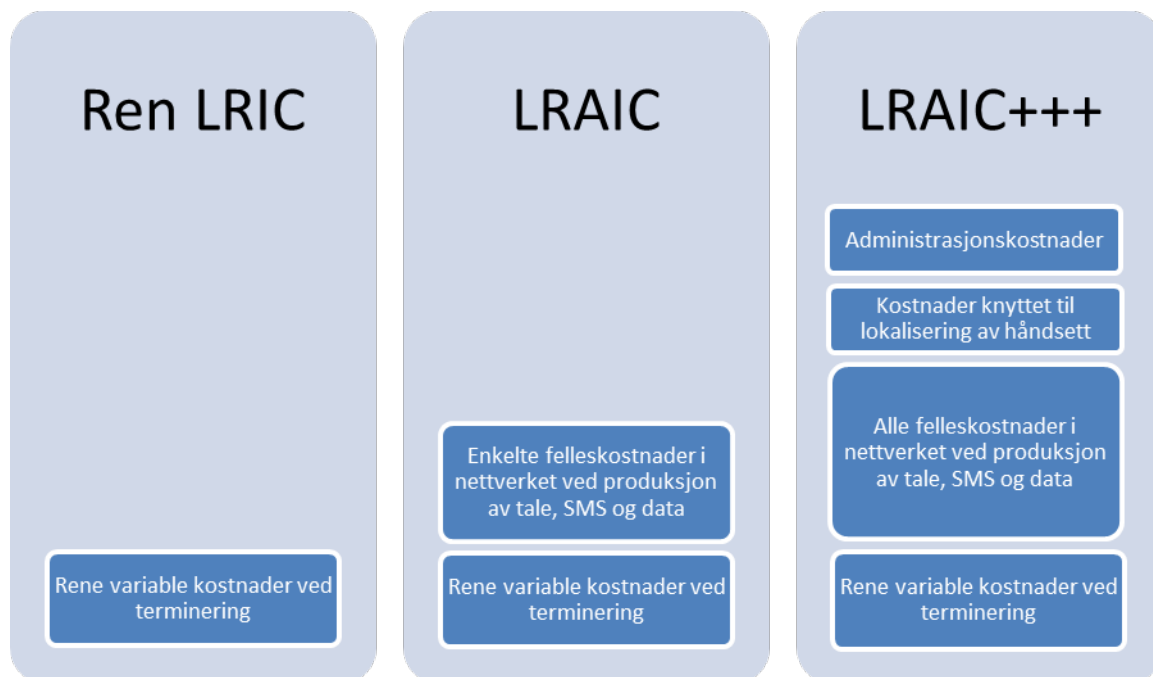 Ren LRIC
Rene variable kostnader ved
terminering
LRAIC
Enkelte felleskostnader i
nettverket ved produksjon
av tale, SMS og data
Rene variable kostnader ved
terminering
LRAIC+++
Administrasjonskostnader
Kostnader knyttet til
lokalisering av håndsett
Alle felleskostnader i
nettverket ved produksjon
av tale, SMS og data
Rene variable kostnader ved
terminering